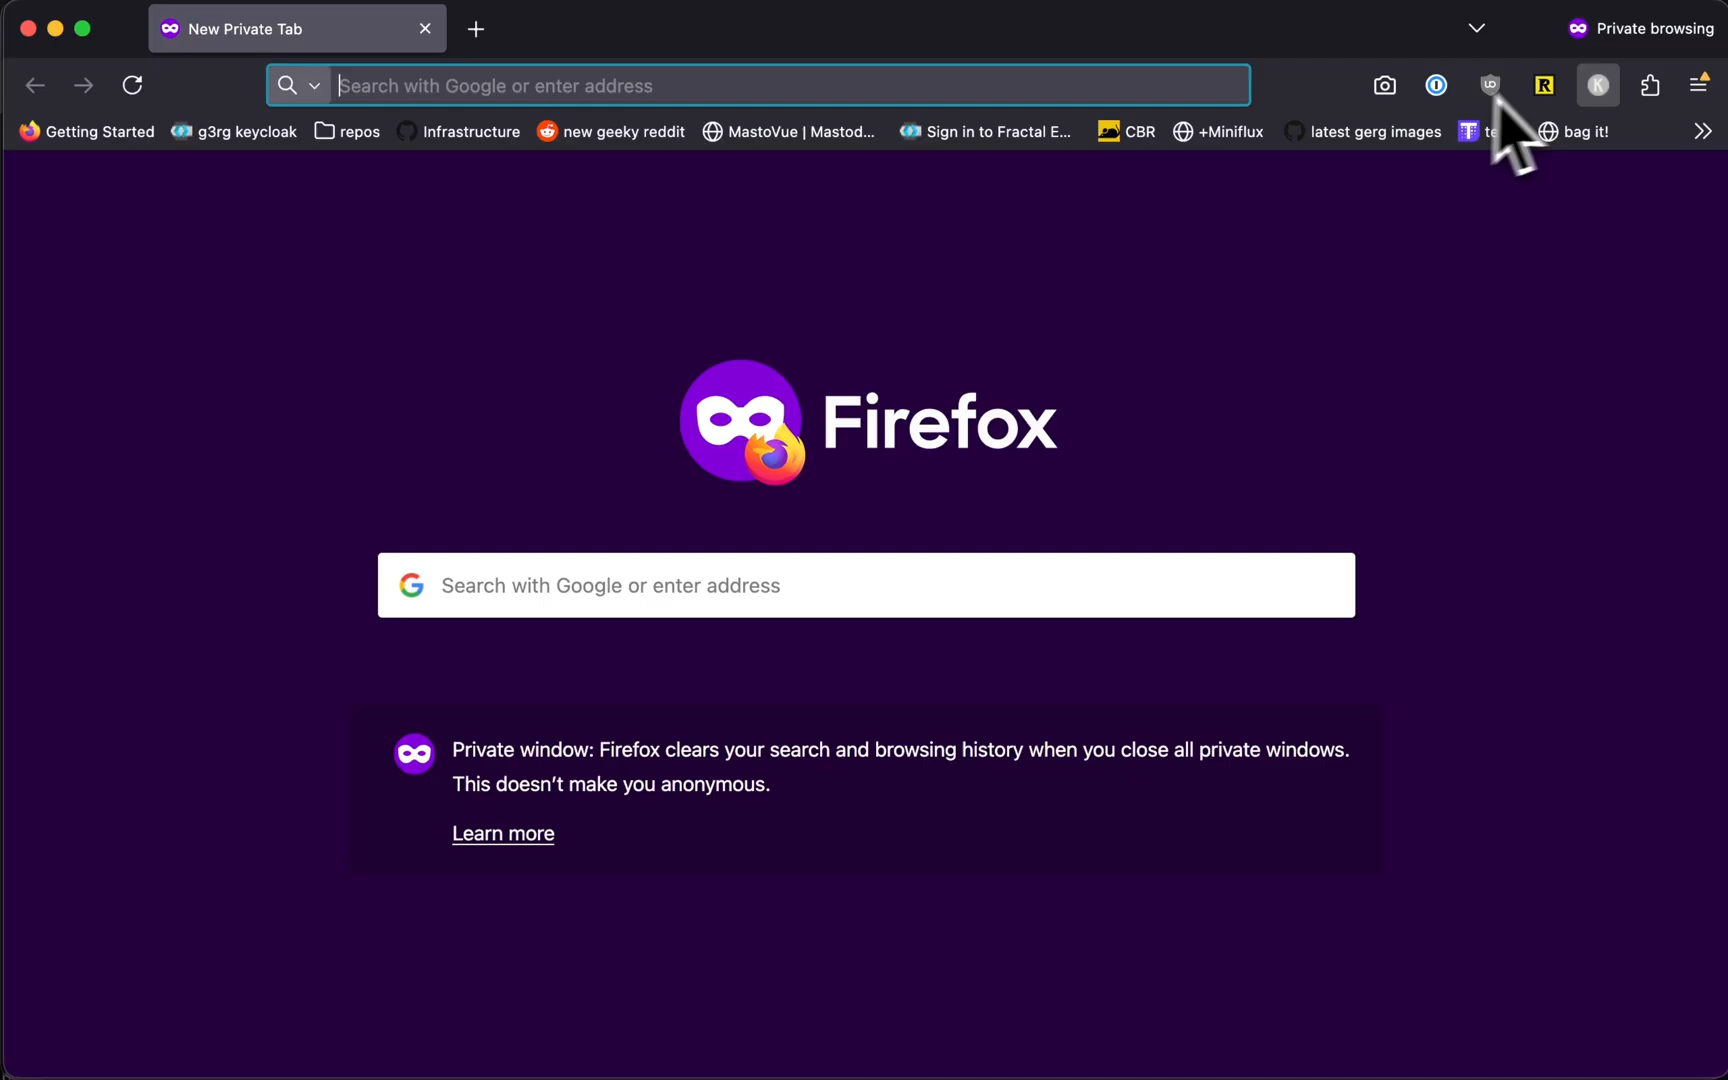 New Private Tab
Private browsing
Search with Google or enter address
Getting Started
g3rg keycloak
repos
Infrastructure
new geeky reddit
MastoVue | Mastod...
Sign in to Fractal E...
CBR
+Miniflux
latest gerg images
bag it!
Firefox
Search with Google or enter address
Private window: Firefox clears your search and browsing history when you close all private windows.
This doesn't make you anonymous.
Learn more